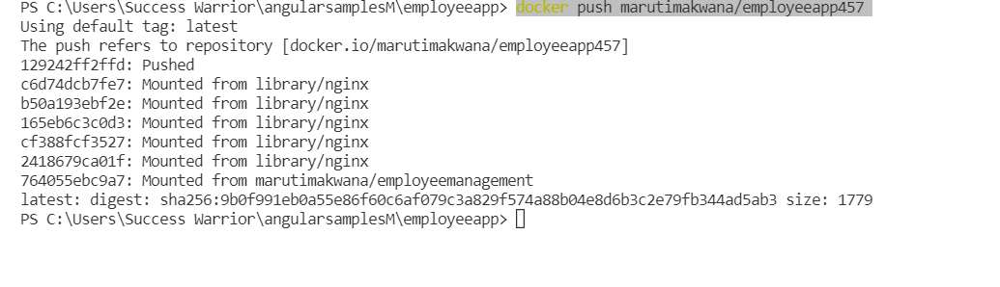 PS C:\Users\Success Warrior\angularsamplesM\employeeapp> docker push marutimakwana/employeeapp457
Using default tag: latest
The push refers to repository [docker.io/marutimakwana/employeeapp457]
129242ff2ffd: Pushed
c6d74dcb7fe7: Mounted from library/nginx
b50a193ebf2e: Mounted from library/nginx
165eb6c3c0d3: Mounted from library/nginx
cf388fcf3527: Mounted from library/nginx
2418679ca01f: Mounted from library/nginx
764055ebc9a7: Mounted from marutimakwana/employeemanagement
latest: digest: sha256:9b0f991eb0a55e86f60c6af079c3a829f574a88b04e8d6b3c2e79fb344ad5ab3 size: 1779
PS C:\Users\Success Warrior\angularsamplesM\employeeapp>